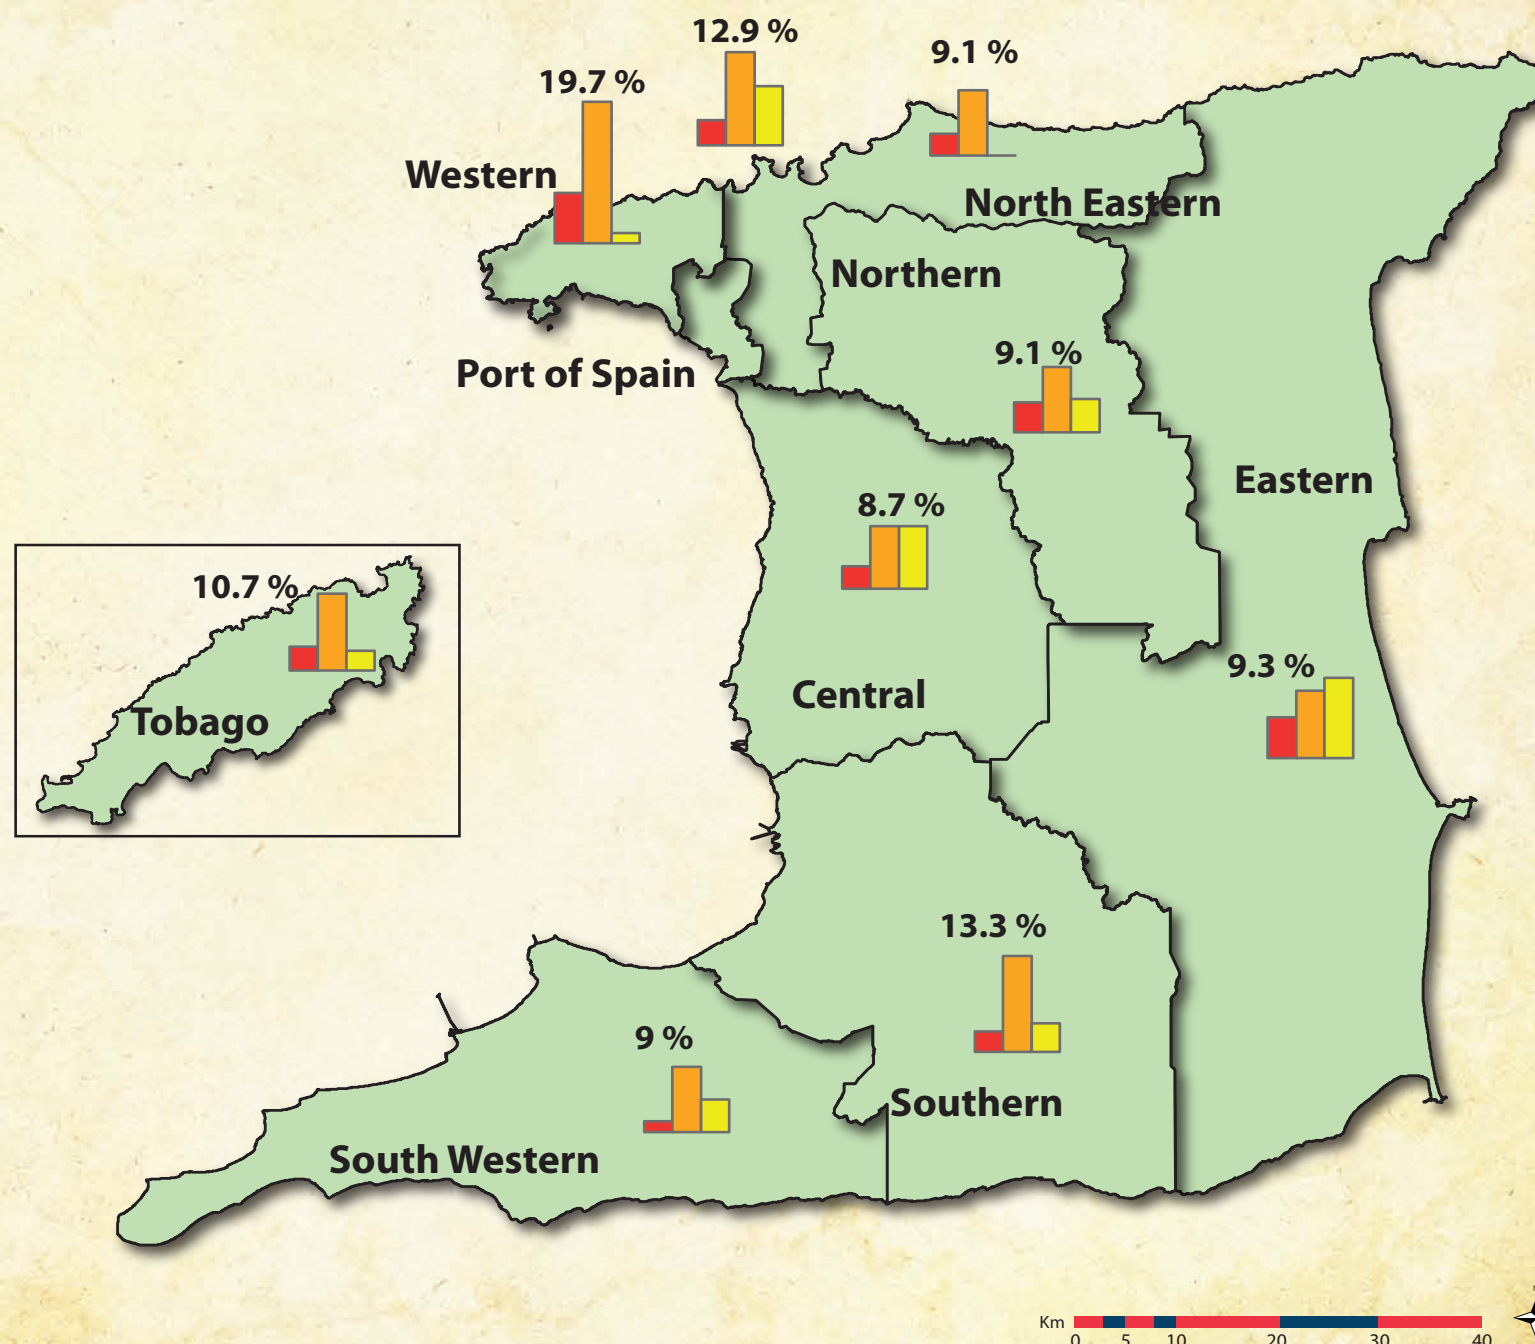 12.9 %
9.1 %
19.7 %
Western
North Eastern
Northern
9.1 %
Port of Spain
Eastern
8.7 %
10.7 %
9.3 %
Central
Tobago
13.3 %
9 %
Southern
South Western
Km
0 5 10 20 30 40